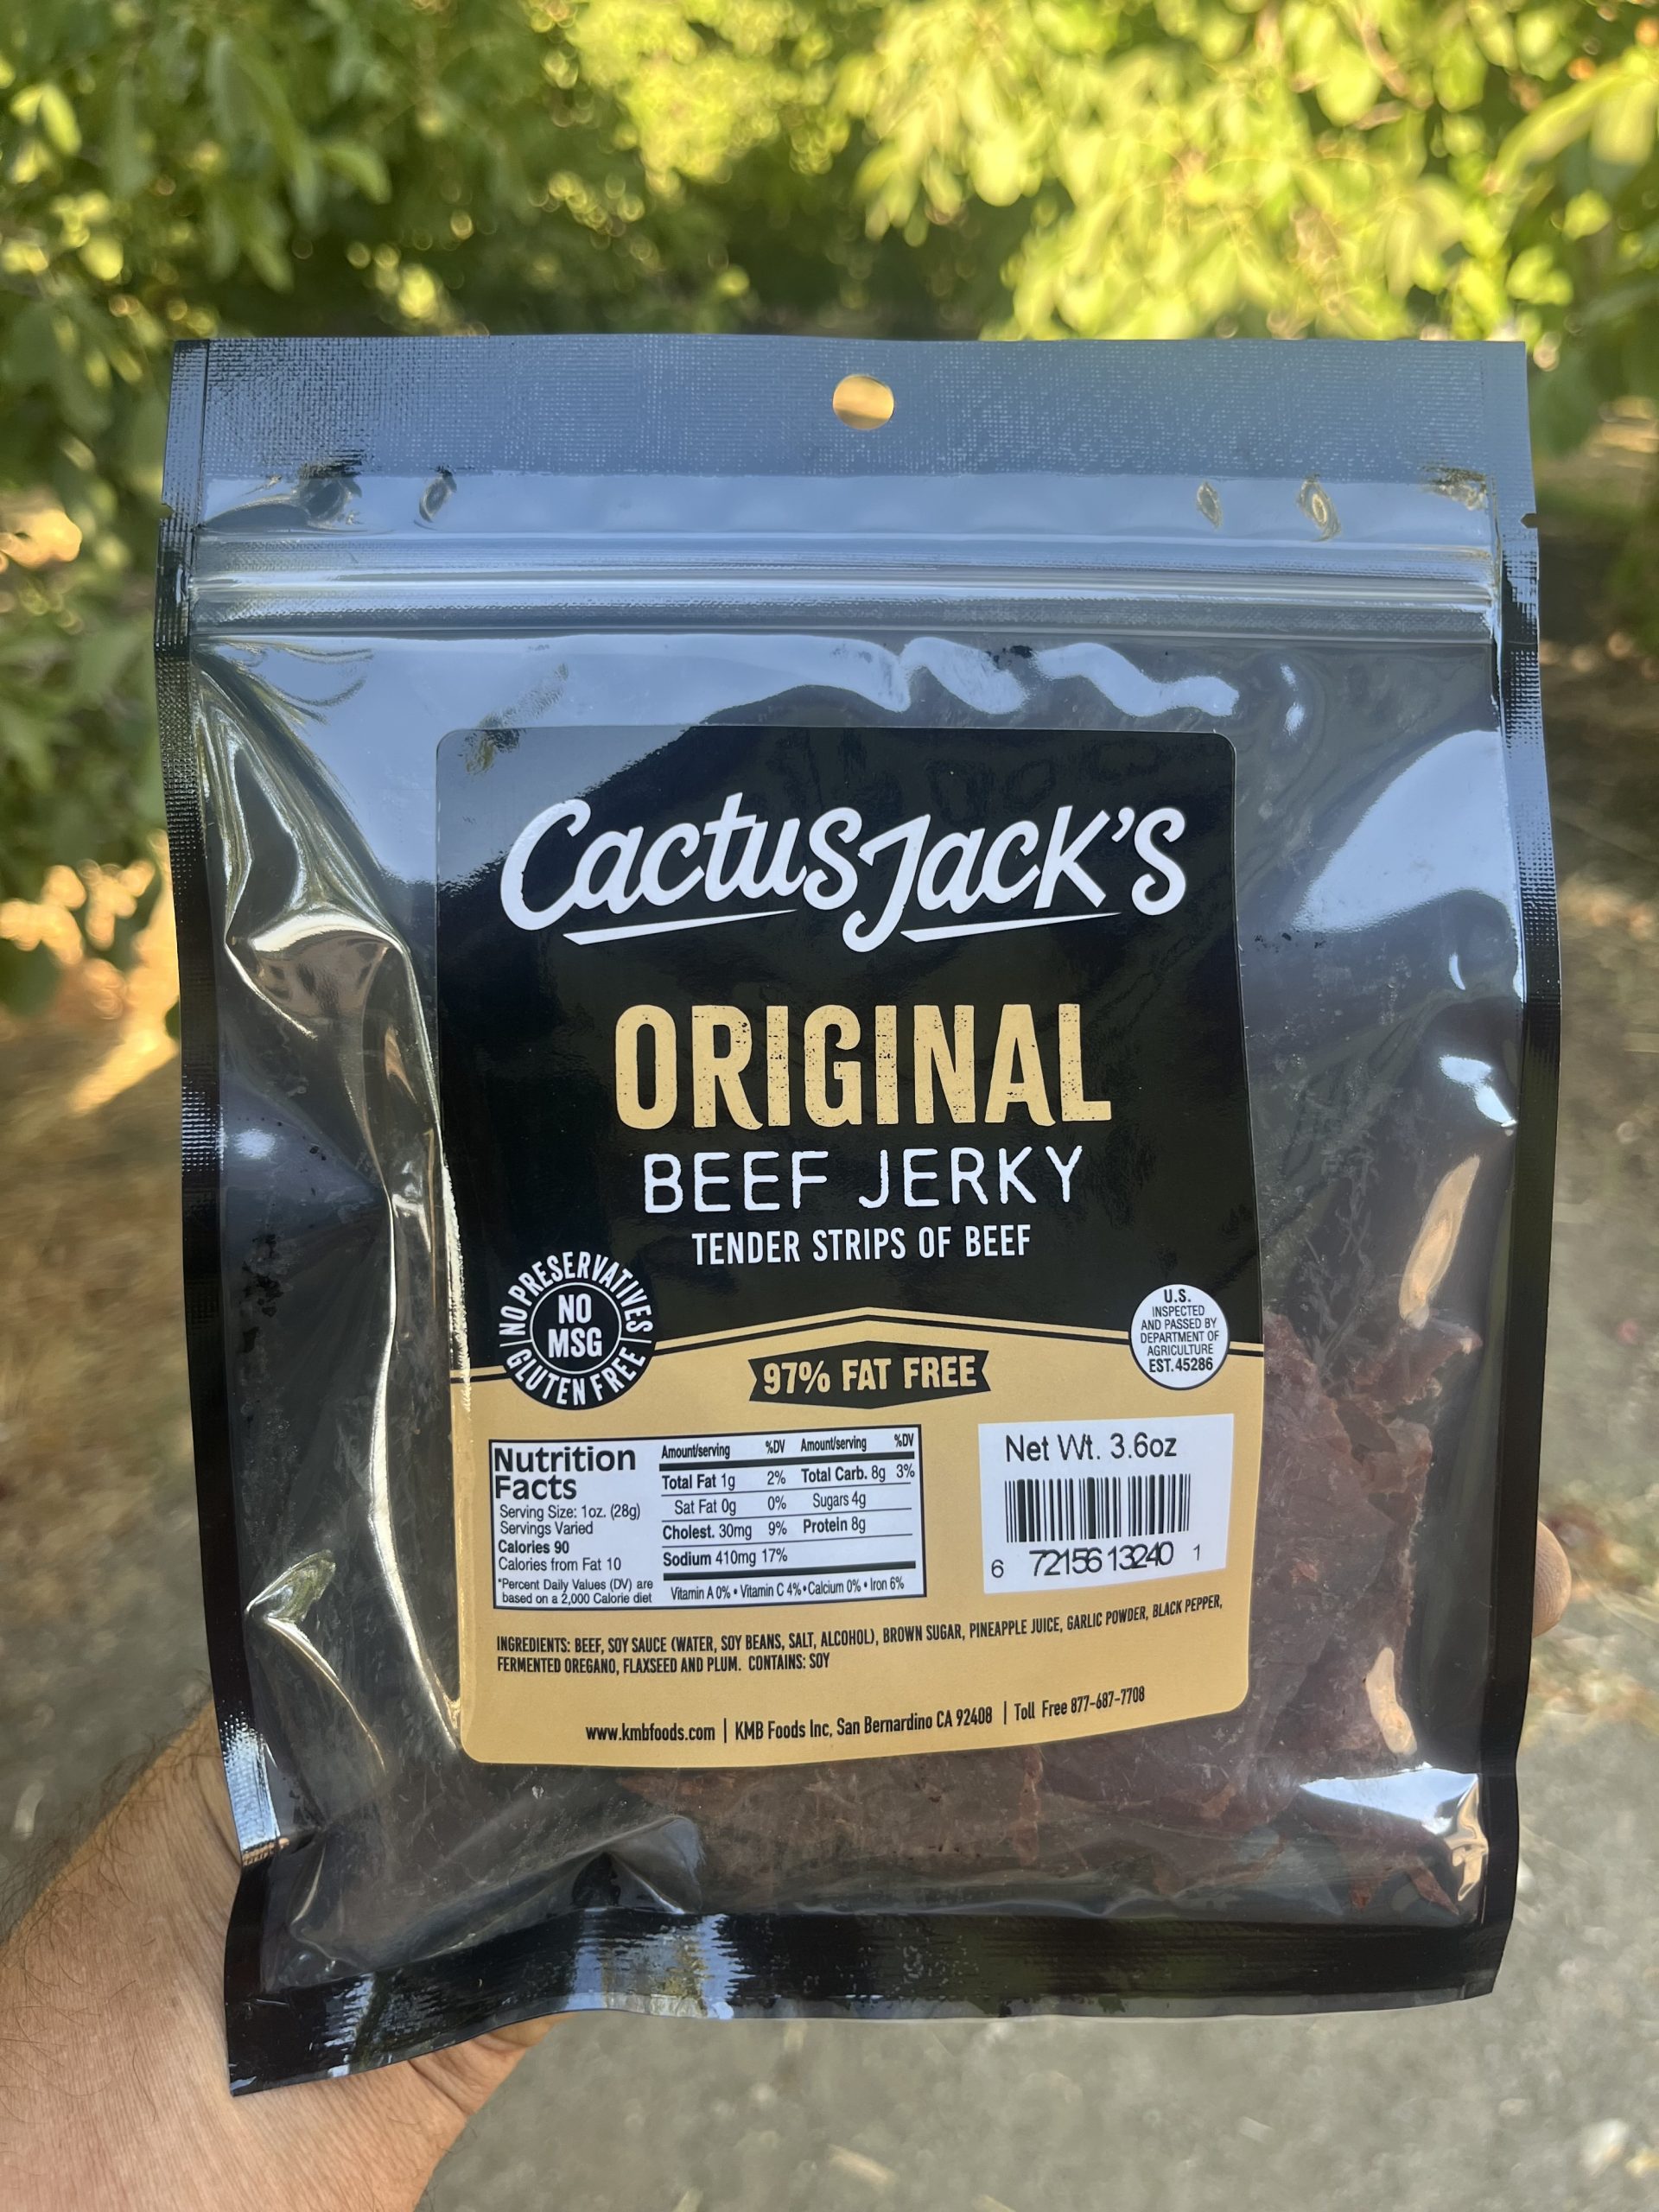 CactusJack's
ORIGINAL
BEEF JERKY
TENDER STRIPS OF BEEF
NO PRESERVATIVES
NO
MSG
GLUTEN FREE
U.S.
INSPECTED
AND PASSED BY
DEPARTMENT OF
AGRICULTURE
EST.45286
97% FAT FREE
Nutrition
Facts
Serving Size: 1oz. (28g)
Servings Varied
Calories 90
Calories from Fat 10
*Percent Daily Values (DV) are
based on a 2,000 Calorie diet
Amount/serving %DV Amount/serving %DV
Total Fat 1g 2% Total Carb. 8g 3%
Sat Fat 0g 0% Sugars 4g
Cholest. 30mg 9% Protein 8g
Sodium 410mg 17%
Vitamin A 0% • Vitamin C 4% • Calcium 0% • Iron 6%
Net Wt. 3.6oz
6 72156 13240 1
INGREDIENTS: BEEF, SOY SAUCE (WATER, SOY BEANS, SALT, ALCOHOL), BROWN SUGAR, PINEAPPLE JUICE, GARLIC POWDER, BLACK PEPPER,
FERMENTED OREGANO, FLAXSEED AND PLUM. CONTAINS: SOY
www.kmbfoods.com | KMB Foods Inc, San Bernardino CA 92408 | Toll Free 877-687-7708